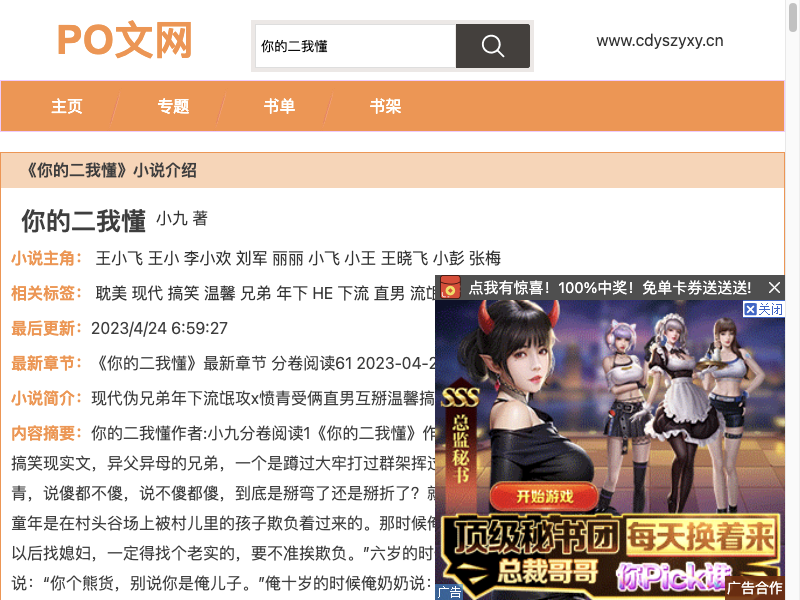 PO文网
你的二我懂
www.cdyszyxy.cn
主页 专题 书单 书架
《你的二我懂》小说介绍
你的二我懂 小九 著
小说主角： 王小飞 王小 李小欢 刘军 丽丽 小飞 小王 王晓飞 小彭 张梅
相关标签： 耽美 现代 搞笑 温馨 兄弟 年下 HE 下流 直男 流
最后更新：2023/4/24 6:59:27
最新章节： 《你的二我懂》最新章节 分卷阅读61 2023-04-2
小说简介：现代伪兄弟年下流氓攻x愤青受俩直男互掰温馨搞
内容摘要：你的二我懂作者:小九分卷阅读1《你的二我懂》作
搞笑现实文，异父异母的兄弟，一个是蹲过大牢打过群架挥
青，说傻都不傻，说不傻都傻，到底是掰弯了还是掰折了？
童年是在村头谷场上被村儿里的孩子欺负着过来的。那时候
以后找媳妇，一定得找个老实的，要不准挨欺负。”六岁的时
说：“你个熊货，别说你是俺儿子。”俺十岁的时候俺奶奶说：
点我有惊喜！100%中奖！免单卡券送送送!
关闭
SSS
总监秘书
开始游戏
顶级秘书团 每天换着来
总裁哥哥 你Pick谁
广告
广告合作